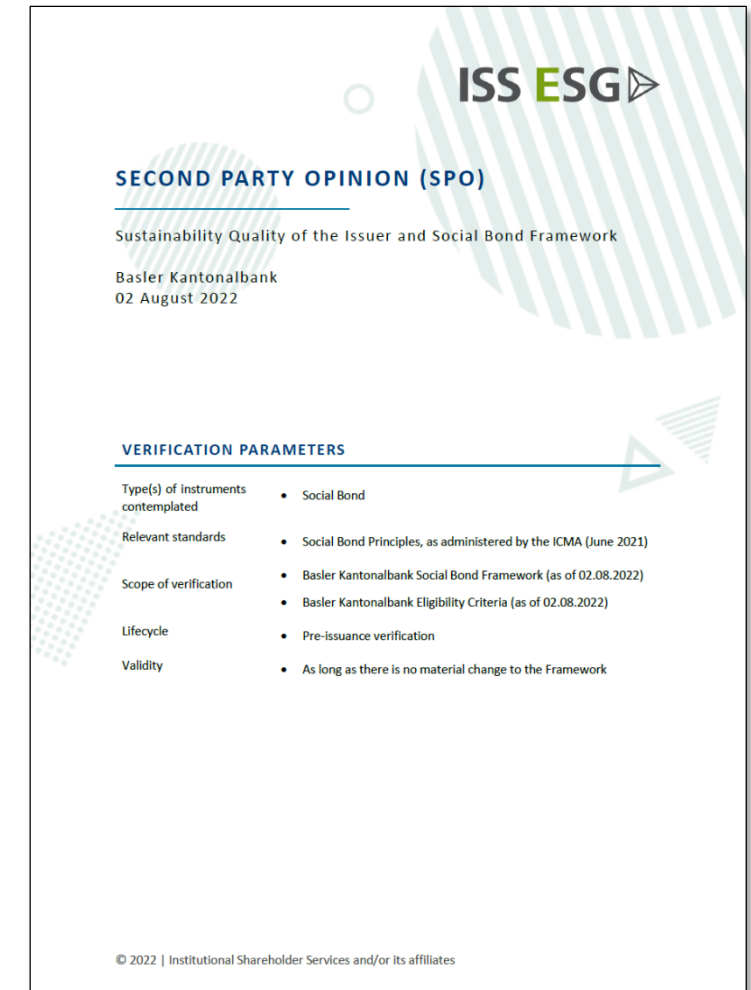 ISS ESG
SECOND PARTY OPINION (SPO)
Sustainability Quality of the Issuer and Social Bond Framework
Basler Kantonalbank
02 August 2022
VERIFICATION PARAMETERS
Type(s) of instruments
contemplated
• Social Bond
Relevant standards
• Social Bond Principles, as administered by the ICMA (June 2021)
Scope of verification
• Basler Kantonalbank Social Bond Framework (as of 02.08.2022)
• Basler Kantonalbank Eligibility Criteria (as of 02.08.2022)
Lifecycle
• Pre-issuance verification
Validity
• As long as there is no material change to the Framework
© 2022 | Institutional Shareholder Services and/or its affiliates